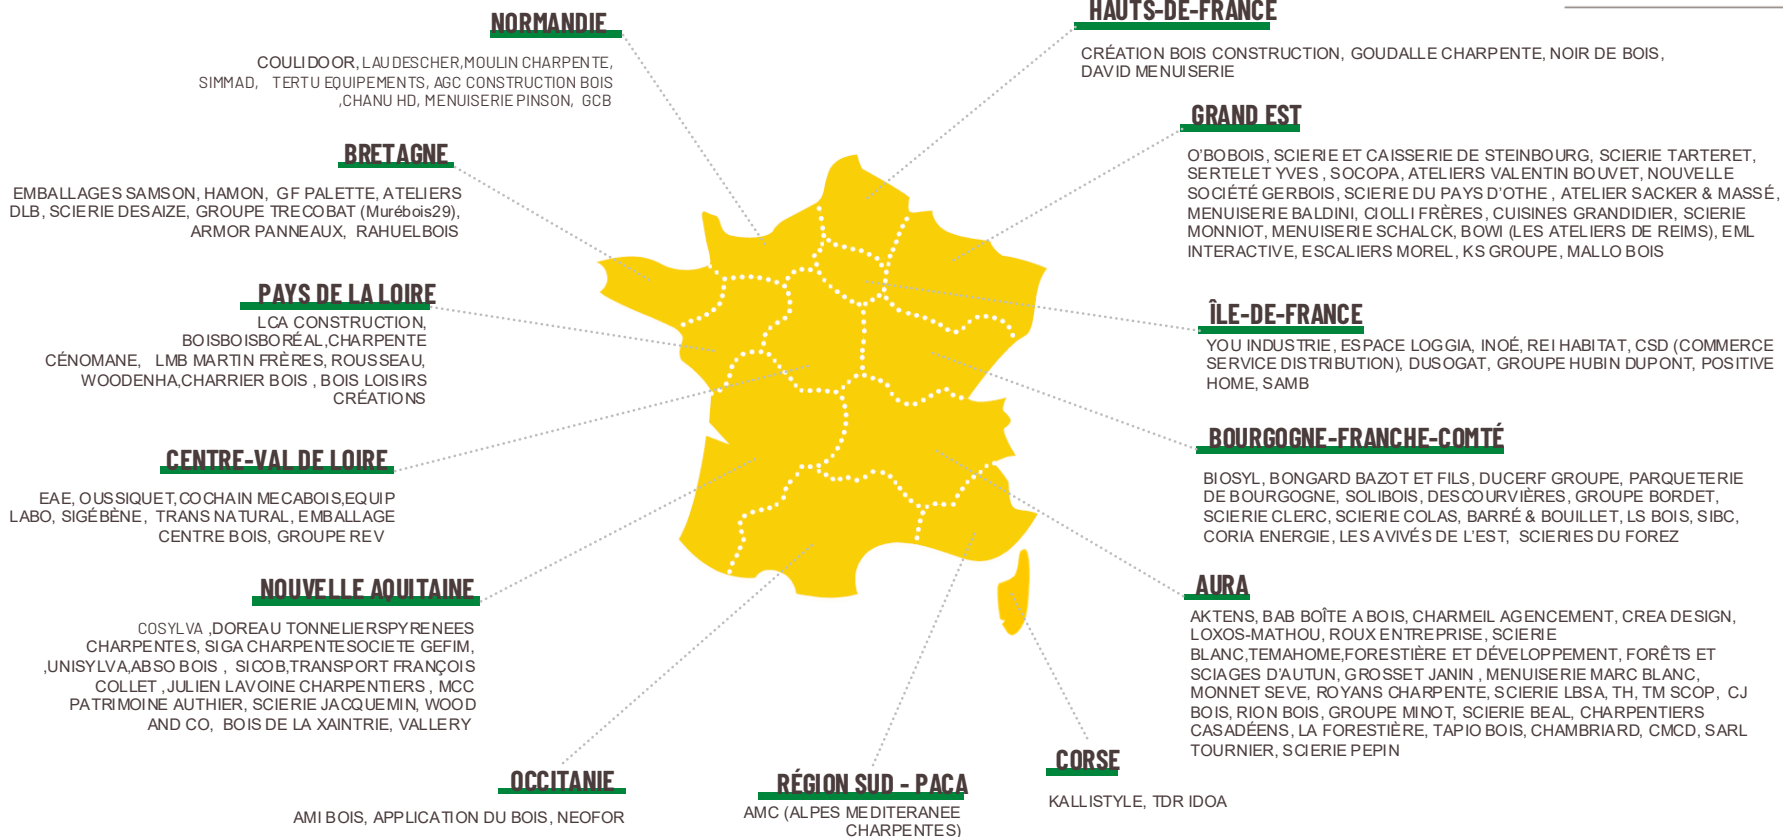 NORMANDIE
COULIDOOR, LAUDESCHER,MOULIN CHARPENTE,
SIMMAD, TERTU EQUIPEMENTS, AGC CONSTRUCTION BOIS
,CHANU HD, MENUISERIE PINSON, GCB
BRETAGNE
EMBALLAGES SAMSON, HAMON, GF PALETTE, ATELIERS
DLB, SCIERIE DESAIZE, GROUPE TRECOBAT (Murébois29),
ARMOR PANNEAUX, RAHUELBOIS
PAYS DE LA LOIRE
LCA CONSTRUCTION,
BOISBOISBORÉAL,CHARPENTE
CÉNOMANE, LMB MARTIN FRÈRES, ROUSSEAU,
WOODENHA,CHARRIER BOIS , BOIS LOISIRS
CRÉATIONS
CENTRE-VAL DE LOIRE
EAE, OUSSIQUET,COCHAIN MECABOIS,EQUIP
LABO, SIGÉBÈNE, TRANS NATURAL, EMBALLAGE
CENTRE BOIS, GROUPE REV
NOUVELLE AQUITAINE
COSYLVA ,DOREAU TONNELIERSPYRENEES
CHARPENTES, SIGA CHARPENTESOCIETE GEFIM,
,UNISYLVA,ABSO BOIS , SICOB,TRANSPORT FRANÇOIS
COLLET ,JULIEN LAVOINE CHARPENTIERS , MCC
PATRIMOINE AUTHIER, SCIERIE JACQUEMIN, WOOD
AND CO, BOIS DE LA XAINTRIE, VALLERY
OCCITANIE
AMI BOIS, APPLICATION DU BOIS, NEOFOR
RÉGION SUD - PACA
AMC (ALPES MEDITERANEE
CHARPENTES)
CORSE
KALLISTYLE, TDR IDOA
HAUTS-DE-FRANCE
CRÉATION BOIS CONSTRUCTION, GOUDALLE CHARPENTE, NOIR DE BOIS,
DAVID MENUISERIE
GRAND EST
O'BOBOIS, SCIERIE ET CAISSERIE DE STEINBOURG, SCIERIE TARTERET,
SERTELET YVES , SOCOPA, ATELIERS VALENTIN BOUVET, NOUVELLE
SOCIÉTÉ GERBOIS, SCIERIE DU PAYS D'OTHE , ATELIER SACKER & MASSÉ,
MENUISERIE BALDINI, CIOLLI FRÈRES, CUISINES GRANDIDIER, SCIERIE
MONNIOT, MENUISERIE SCHALCK, BOWI (LES ATELIERS DE REIMS), EML
INTERACTIVE, ESCALIERS MOREL, KS GROUPE, MALLO BOIS
ÎLE-DE-FRANCE
YOU INDUSTRIE, ESPACE LOGGIA, INOÉ, REI HABITAT, CSD (COMMERCE
SERVICE DISTRIBUTION), DUSOGAT, GROUPE HUBIN DUPONT, POSITIVE
HOME, SAMB
BOURGOGNE-FRANCHE-COMTÉ
BIOSYL, BONGARD BAZOT ET FILS, DUCERF GROUPE, PARQUETERIE
DE BOURGOGNE, SOLIBOIS, DESCOURVIÈRES, GROUPE BORDET,
SCIERIE CLERC, SCIERIE COLAS, BARRÉ & BOUILLET, LS BOIS, SIBC,
CORIA ENERGIE, LES AVIVÉS DE L'EST, SCIERIES DU FOREZ
AURA
AKTENS, BAB BOÎTE A BOIS, CHARMEIL AGENCEMENT, CREA DESIGN,
LOXOS-MATHOU, ROUX ENTREPRISE, SCIERIE
BLANC,TEMAHOME,FORESTIÈRE ET DÉVELOPPEMENT, FORÊTS ET
SCIAGES D'AUTUN, GROSSET JANIN , MENUISERIE MARC BLANC,
MONNET SEVE, ROYANS CHARPENTE, SCIERIE LBSA, TH, TM SCOP, CJ
BOIS, RION BOIS, GROUPE MINOT, SCIERIE BEAL, CHARPENTIERS
CASADÉENS, LA FORESTIÈRE, TAPIO BOIS, CHAMBRIARD, CMCD, SARL
TOURNIER, SCIERIE PEPIN